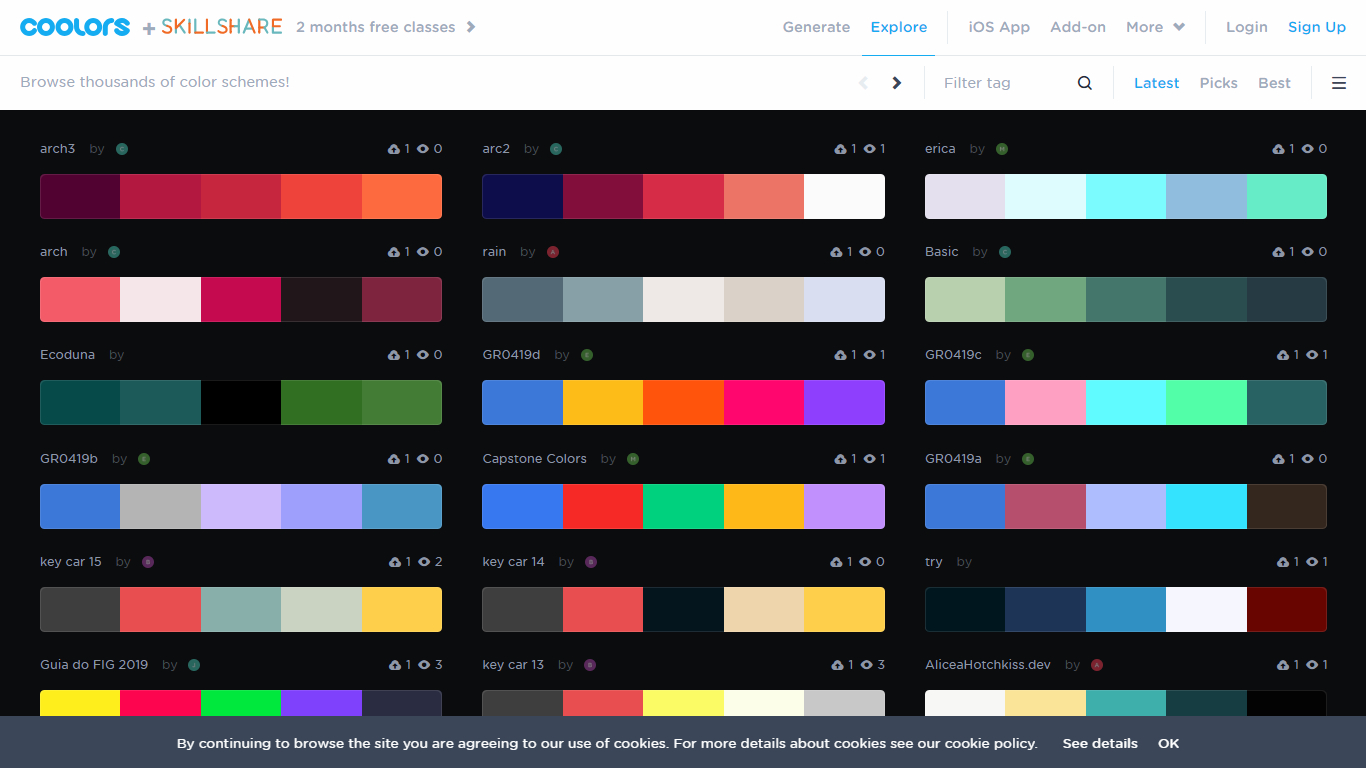 coolors + SKILLSHARE 2 months free classes Generate Explore iOS App Add-on More Login Sign Up
Browse thousands of color schemes! Filter tag Latest Picks Best
arch3 by C 1 0 arc2 by C 1 1 erica by H 1 0
arch by C 1 0 rain by A 1 0 Basic by C 1 0
Ecoduna by 1 0 GR0419d by 1 1 GR0419c by 1 1
GR0419b by 1 0 Capstone Colors by H 1 1 GR0419a by 1 0
key car 15 by B 1 2 key car 14 by B 1 0 try by 1 1
Guia do FIG 2019 by 1 3 key car 13 by B 1 3 AliceaHotchkiss.dev by A 1 1
By continuing to browse the site you are agreeing to our use of cookies. For more details about cookies see our cookie policy. See details OK